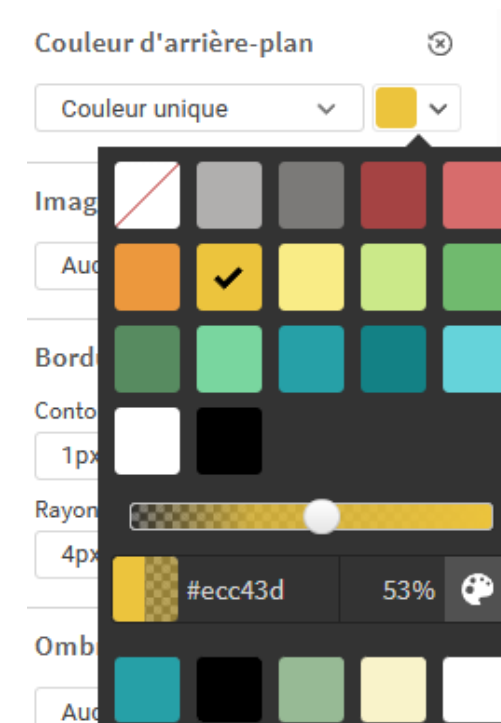 Couleur d'arrière-plan
Couleur unique
Imag
Auc
Bord
Conto
1px
Rayon
4px
#ecc43d 53%
Omb
Auc